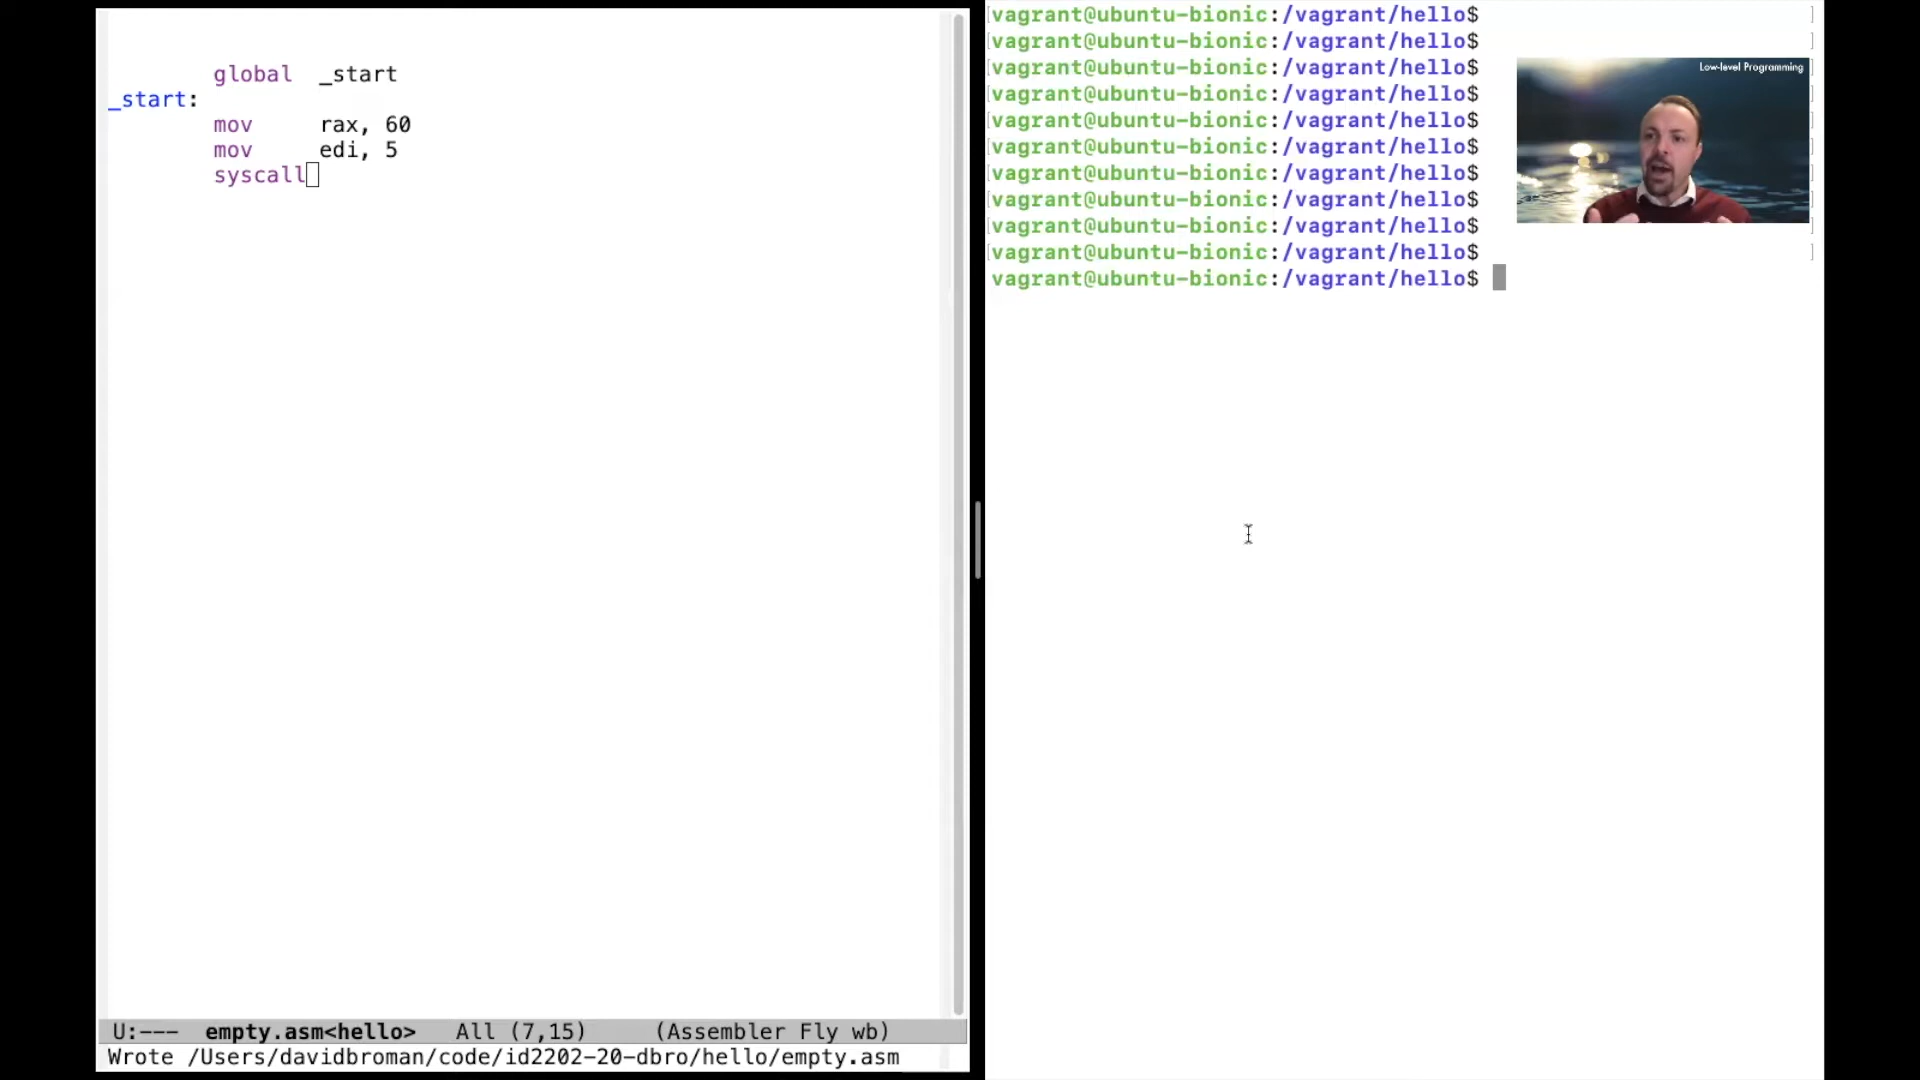 global _start
_start:
mov rax, 60
mov edi, 5
syscall
U:--- empty.asm<hello> All (7,15) (Assembler Fly wb)
Wrote /Users/davidbroman/code/id2202-20-dbro/hello/empty.asm
[vagrant@ubuntu-bionic:/vagrant/hello$ ]
[vagrant@ubuntu-bionic:/vagrant/hello$ ]
[vagrant@ubuntu-bionic:/vagrant/hello$ ]
[vagrant@ubuntu-bionic:/vagrant/hello$ ]
[vagrant@ubuntu-bionic:/vagrant/hello$ ]
[vagrant@ubuntu-bionic:/vagrant/hello$ ]
[vagrant@ubuntu-bionic:/vagrant/hello$ ]
[vagrant@ubuntu-bionic:/vagrant/hello$ ]
[vagrant@ubuntu-bionic:/vagrant/hello$ ]
[vagrant@ubuntu-bionic:/vagrant/hello$ ]
vagrant@ubuntu-bionic:/vagrant/hello$
Low-level Programming